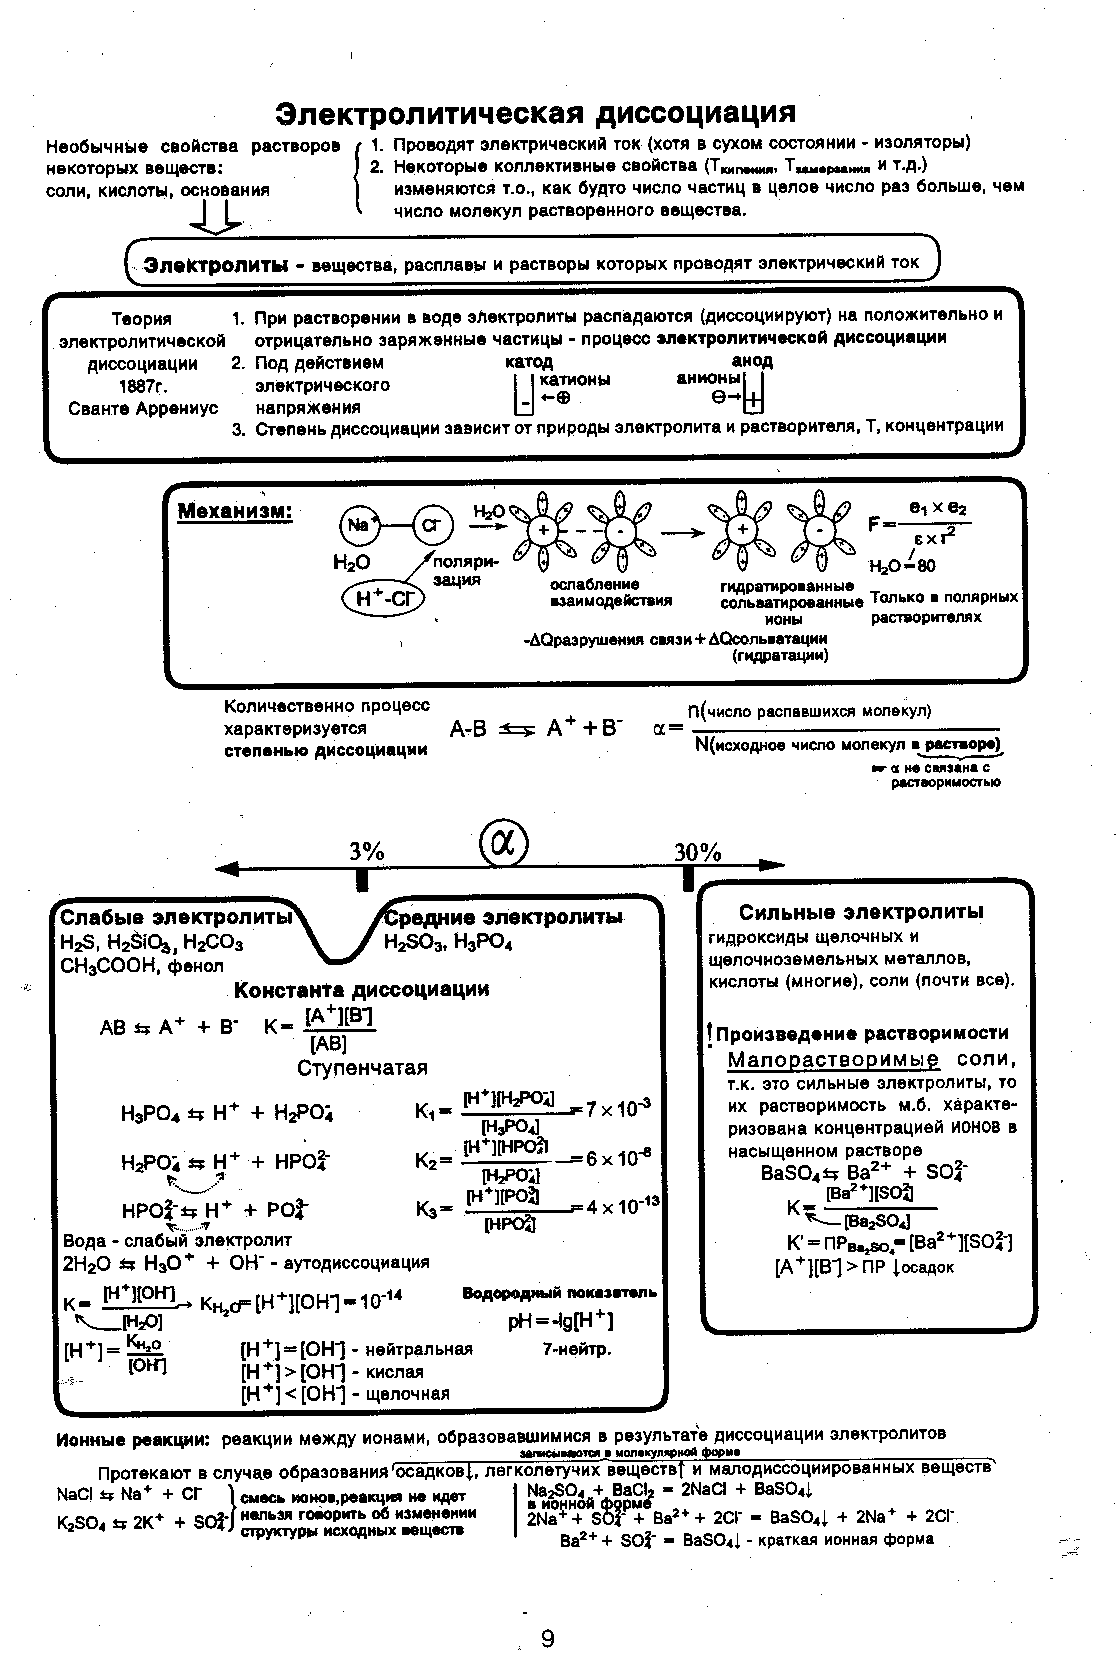 Электролитическая диссоциация
Необычные свойства растворов
некоторых веществ:
соли, кислоты, основания
1. Проводят электрический ток (хотя в сухом состоянии - изоляторы)
2. Некоторые коллективные свойства (Tкипения, Tзамерзания и т.д.)
изменяются т.о., как будто число частиц в целое число раз больше, чем
число молекул растворенного вещества.
Электролиты - вещества, расплавы и растворы которых проводят электрический ток
Теория
электролитической
диссоциации
1887г.
Сванте Аррениус
1. При растворении в воде электролиты распадаются (диссоциируют) на положительно и
отрицательно заряженные частицы - процесс электролитической диссоциации
2. Под действием
электрического
напряжения
катод
катионы
- ←⊕
анод
анионы
⊖→ +
3. Степень диссоциации зависит от природы электролита и растворителя, Т, концентрации
Механизм:
Na⁺ Cl⁻ H₂O + - + -
H₂O
поляри-
зация
H⁺-Cl⁻
ослабление
взаимодействия
гидратированные
сольватированные
ионы
F= e₁ x e₂
ε x r²
H₂O-80
Только в полярных
растворителях
-ΔQразрушения связи + ΔQсольватации
(гидратации)
Количественно процесс
характеризуется
степенью диссоциации
A-B ⇆ A⁺ + B⁻
α= n(число распавшихся молекул)
N(исходное число молекул в растворе)
☛ α не связана с
растворимостью
3% α 30%
Слабые электролиты
H₂S, H₂SiO₃, H₂CO₃
CH₃COOH, фенол
Средние электролиты
H₂SO₃, H₃PO₄
Константа диссоциации
AB ⇆ A⁺ + B⁻ K= [A⁺][B⁻]
[AB]
Ступенчатая
H₃PO₄ ⇆ H⁺ + H₂PO₄⁻ K₁= [H⁺][H₂PO₄⁻] =7 x 10⁻³
[H₃PO₄]
H₂PO₄⁻ ⇆ H⁺ + HPO₄²⁻ K₂= [H⁺][HPO₄²⁻] =6 x 10⁻⁸
[H₂PO₄⁻]
HPO₄²⁻ ⇆ H⁺ + PO₄³⁻ K₃= [H⁺][PO₄³⁻] =4 x 10⁻¹³
[HPO₄²⁻]
Вода - слабый электролит
2H₂O ⇆ H₃O⁺ + OH⁻ - аутодиссоциация
K= [H⁺][OH⁻] → K_H₂O=[H⁺][OH⁻]=10⁻¹⁴
[H₂O]
Водородный показатель
pH=-lg[H⁺]
7-нейтр.
[H⁺]= K_H₂O
[OH⁻]
[H⁺]=[OH⁻] - нейтральная
[H⁺]>[OH⁻] - кислая
[H⁺]<[OH⁻] - щелочная
Сильные электролиты
гидроксиды щелочных и
щелочноземельных металлов,
кислоты (многие), соли (почти все).
! Произведение растворимости
Малорастворимые соли,
т.к. это сильные электролиты, то
их растворимость м.б. характе-
ризована концентрацией ИОНОВ в
насыщенном растворе
BaSO₄ ⇆ Ba²⁺ + SO₄²⁻
K= [Ba²⁺][SO₄²⁻]
[Ba₂SO₄]
K'=ПР_Ba₂SO₄=[Ba²⁺][SO₄²⁻]
[A⁺][B⁻]>ПР ↓осадок
Ионные реакции: реакции между ионами, образовавшимися в результате диссоциации электролитов
записываются в молекулярной форме
Протекают в случае образования осадков↓, легколетучих веществ↑ и малодиссоциированных веществ
NaCl ⇆ Na⁺ + Cl⁻
K₂SO₄ ⇆ 2K⁺ + SO₄²⁻
смесь ионов,реакция не идет
нельзя говорить об изменении
структуры исходных веществ
Na₂SO₄ + BaCl₂ = 2NaCl + BaSO₄↓
в ионной форме
2Na⁺ + SO₄²⁻ + Ba²⁺ + 2Cl⁻ = BaSO₄↓ + 2Na⁺ + 2Cl⁻
Ba²⁺ + SO₄²⁻ = BaSO₄↓ - краткая ионная форма
9